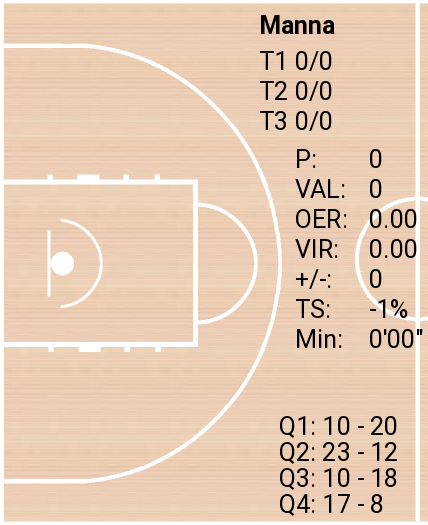 Manna
T1 0/0
T2 0/0
T3 0/0
P: 0
VAL: 0
OER: 0.00
VIR: 0.00
+/-: 0
TS: -1%
Min: 0'00"
Q1: 10 - 20
Q2: 23 - 12
Q3: 10 - 18
Q4: 17 - 8